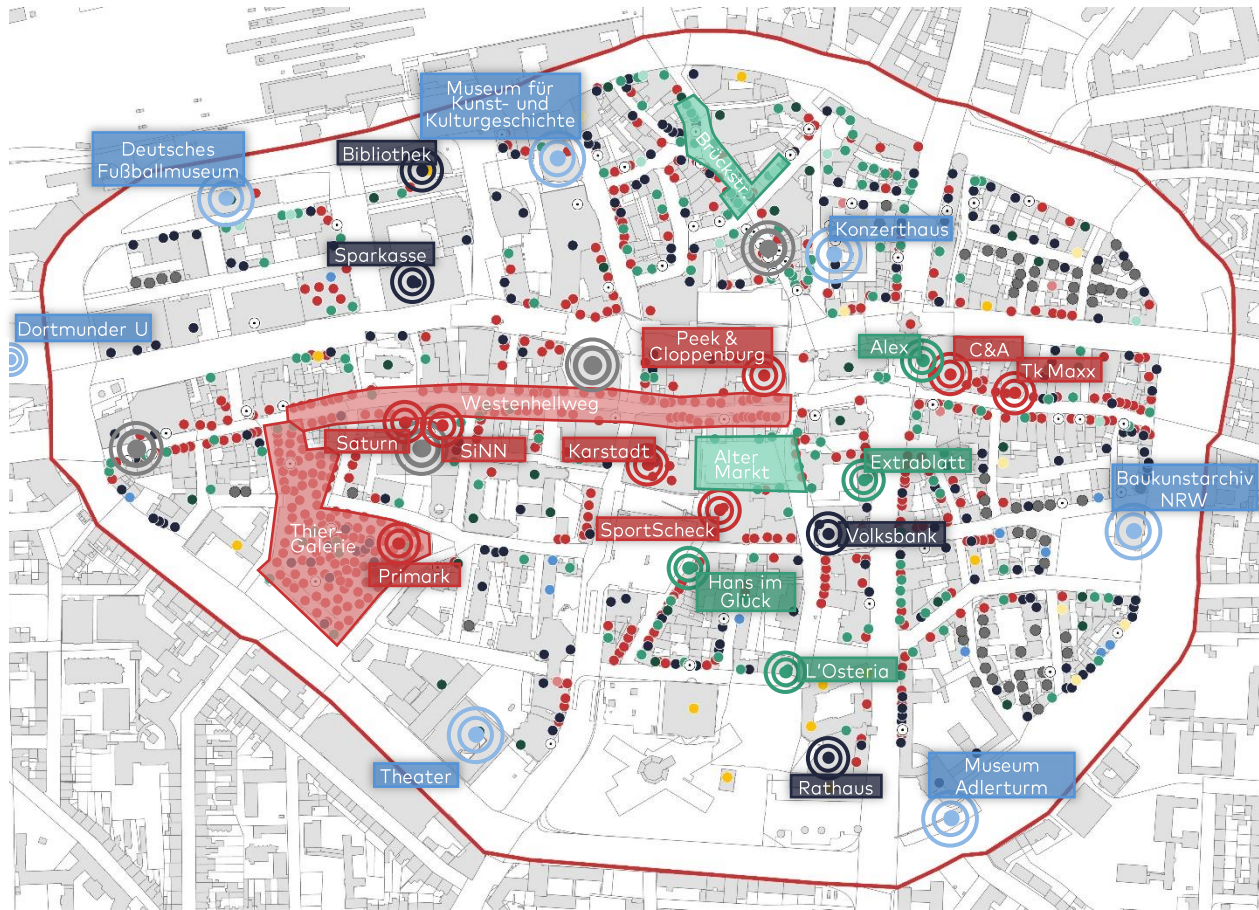 Museum für
Kunst- und
Kulturgeschichte
Deutsches
Fußballmuseum
Bibliothek
Brückstr.
Konzerthaus
Sparkasse
Dortmunder U
Peek &
Cloppenburg
Alex
C&A
Tk Maxx
Westenhellweg
Saturn
SiNN
Karstadt
Alter
Markt
Extrablatt
Baukunstarchiv
NRW
Thier-
Galerie
SportScheck
Volksbank
Primark
Hans im
Glück
L'Osteria
Theater
Rathaus
Museum
Adlerturm